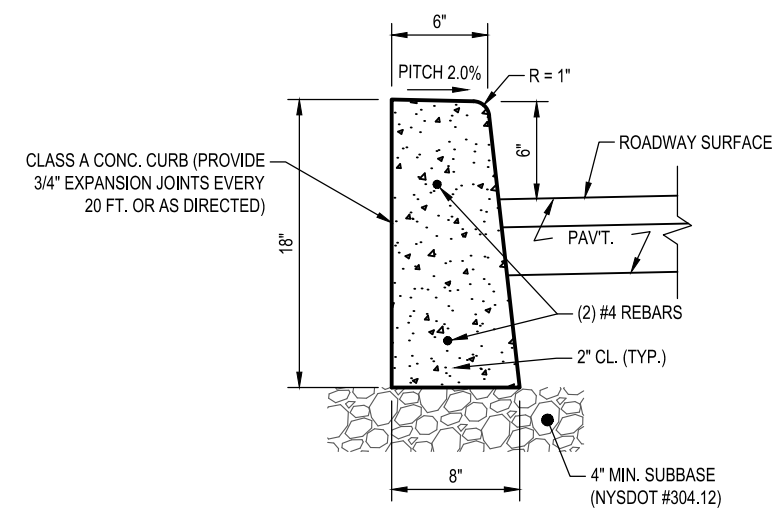 6"
PITCH 2.0%
R = 1"
6"
ROADWAY SURFACE
CLASS A CONC. CURB (PROVIDE
3/4" EXPANSION JOINTS EVERY
20 FT. OR AS DIRECTED)
18"
PAV'T.
(2) #4 REBARS
2" CL. (TYP.)
8"
4" MIN. SUBBASE
(NYSDOT #304.12)